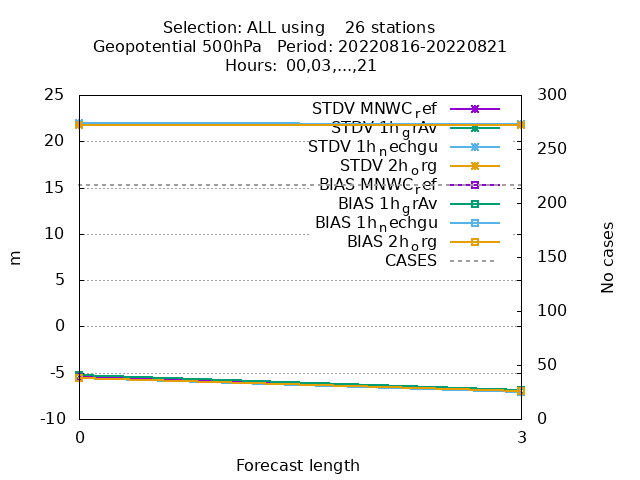 Selection: ALL using 26 stations
Geopotential 500hPa Period: 20220816-20220821
Hours: 00,03,...,21
25
20
15
10
5
0
-5
-10
m
300
250
200
150
100
50
0
No cases
STDV MNWC_ref
STDV 1h_grAv
STDV 1h_nechgu
STDV 2h_org
BIAS MNWC_ref
BIAS 1h_grAv
BIAS 1h_nechgu
BIAS 2h_org
CASES
0 3
Forecast length